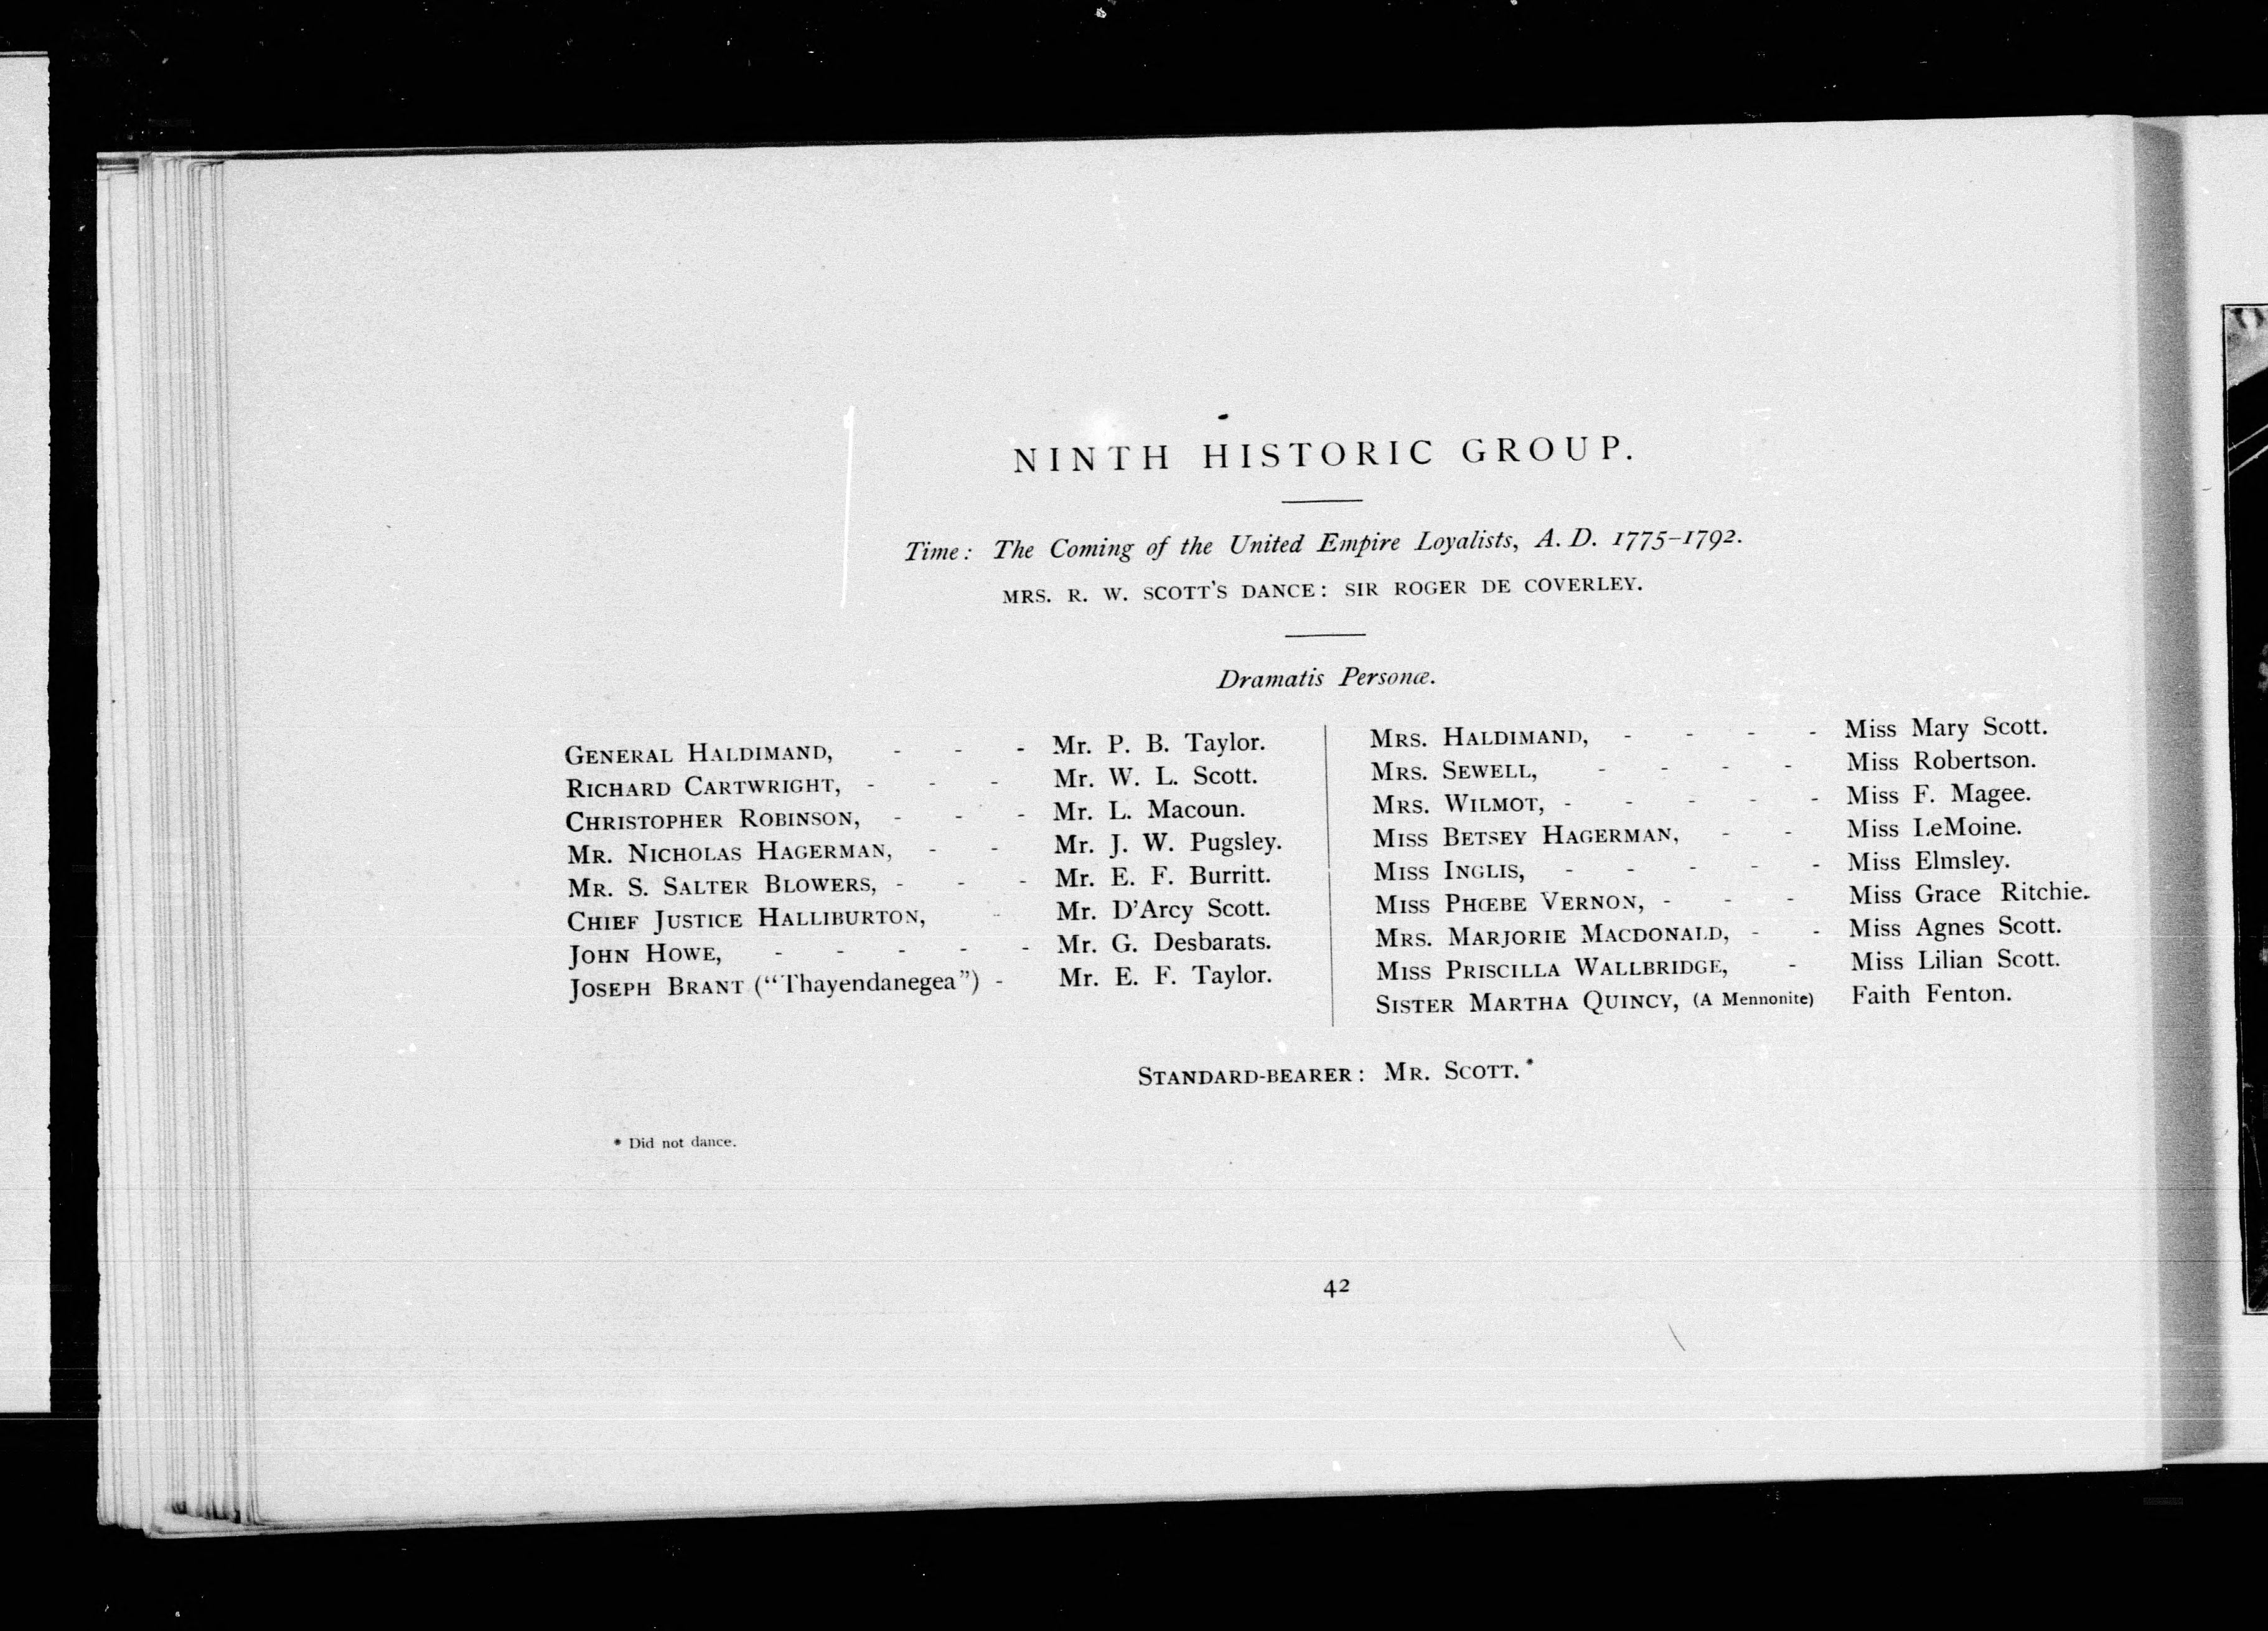 NINTH HISTORIC GROUP.
Time: The Coming of the United Empire Loyalists, A. D. 1775–1792.
MRS. R. W. SCOTT'S DANCE: SIR ROGER DE COVERLEY.
Dramatis Personæ.
GENERAL HALDIMAND, - - - Mr. P. B. Taylor.
RICHARD CARTWRIGHT, - - - Mr. W. L. Scott.
CHRISTOPHER ROBINSON, - - - Mr. L. Macoun.
MR. NICHOLAS HAGERMAN, - - Mr. J. W. Pugsley.
MR. S. SALTER BLOWERS, - - - Mr. E. F. Burritt.
CHIEF JUSTICE HALLIBURTON, - Mr. D'Arcy Scott.
JOHN HOWE, - - - - - Mr. G. Desbarats.
JOSEPH BRANT ("Thayendanegea") - Mr. E. F. Taylor.
MRS. HALDIMAND, - - - - Miss Mary Scott.
MRS. SEWELL, - - - - Miss Robertson.
MRS. WILMOT, - - - - - Miss F. Magee.
MISS BETSEY HAGERMAN, - - Miss LeMoine.
MISS INGLIS, - - - - - Miss Elmsley.
MISS PHŒBE VERNON, - - - Miss Grace Ritchie.
MRS. MARJORIE MACDONALD, - - Miss Agnes Scott.
MISS PRISCILLA WALLBRIDGE, - Miss Lilian Scott.
SISTER MARTHA QUINCY, (A Mennonite) Faith Fenton.
STANDARD-BEARER: MR. SCOTT.*
* Did not dance.
42